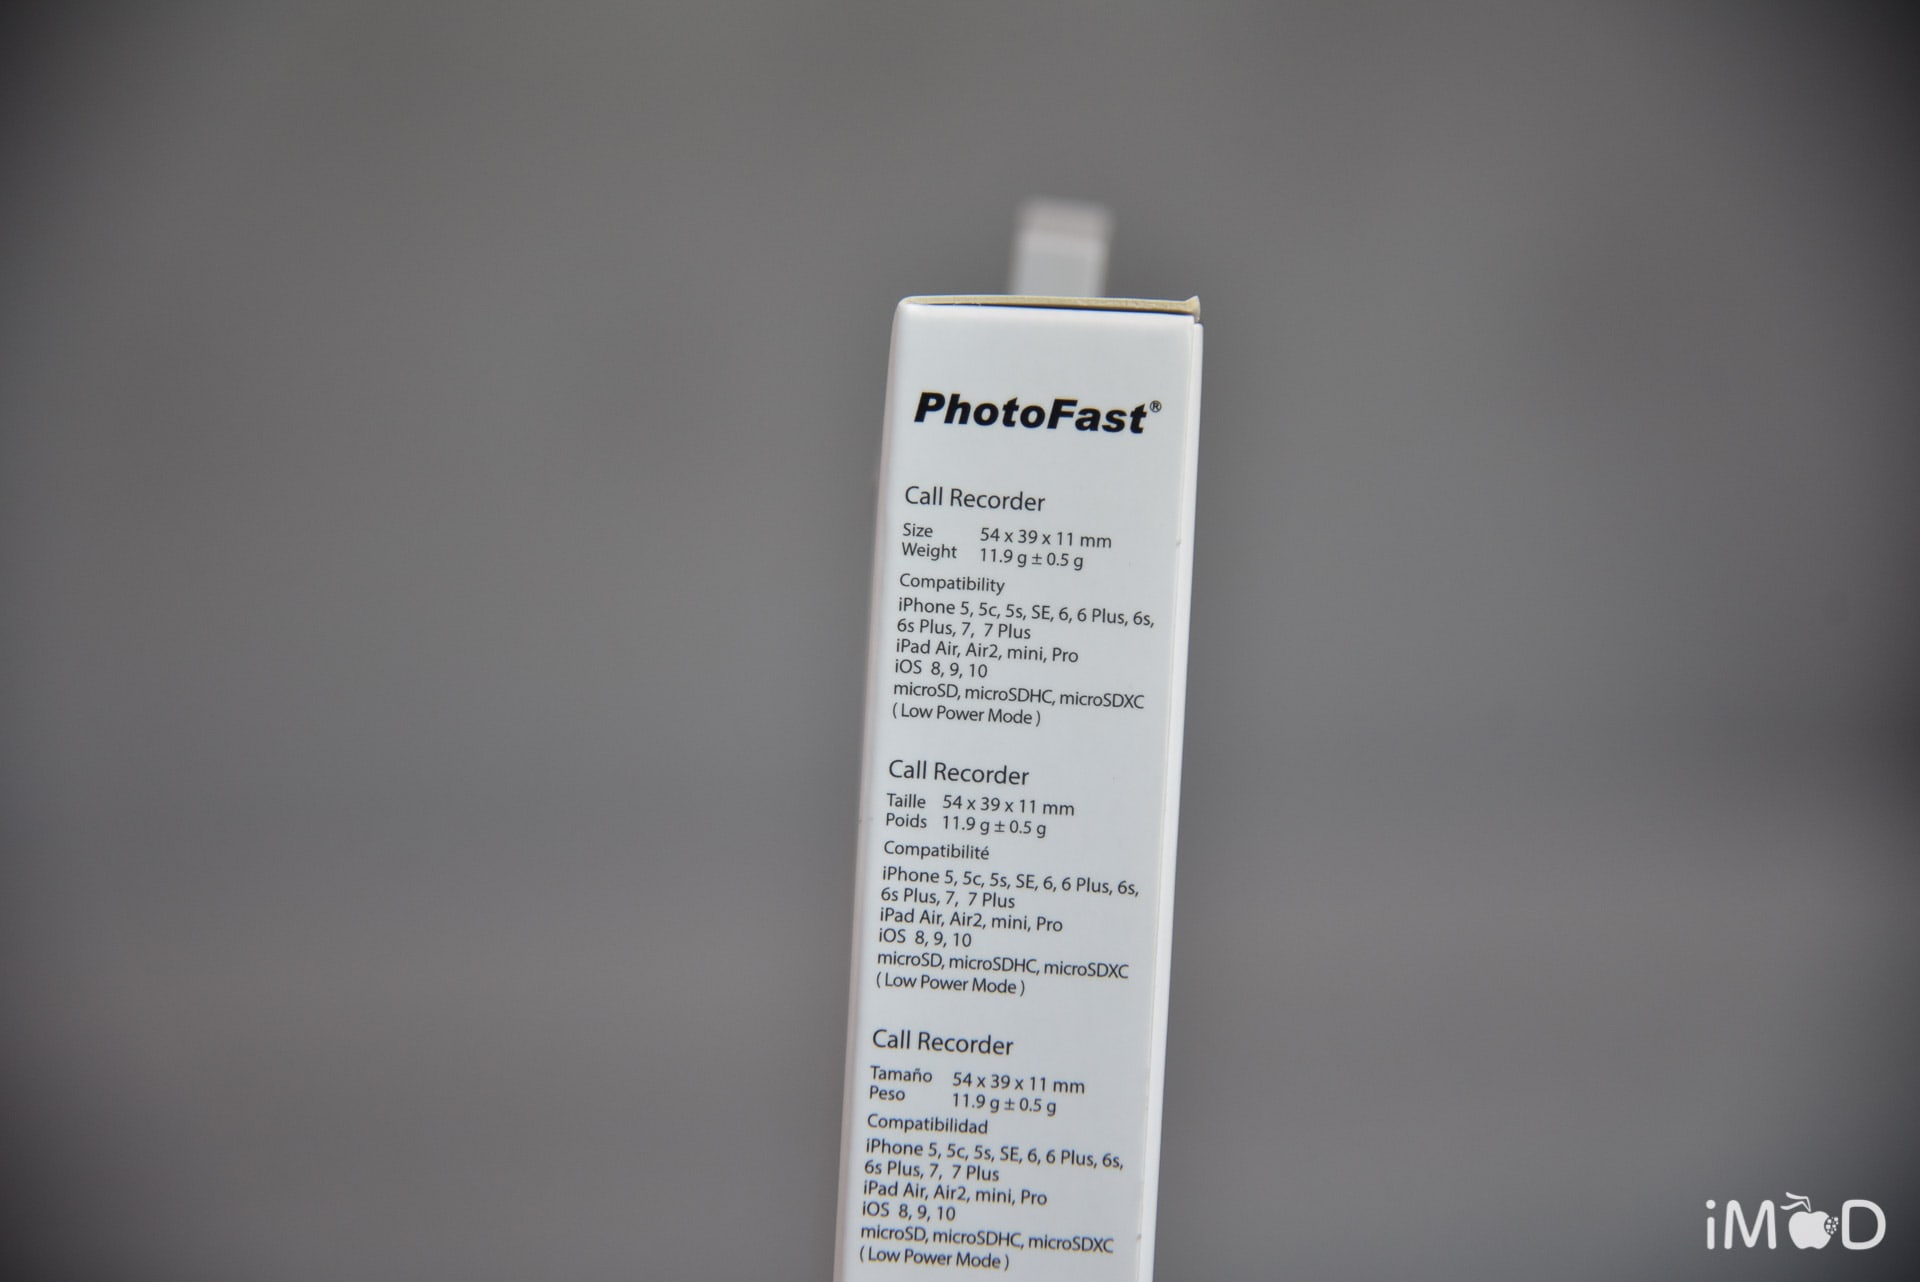 PhotoFast®
Call Recorder
Size 54 x 39 x 11 mm
Weight 11.9 g ± 0.5 g
Compatibility
iPhone 5, 5c, 5s, SE, 6, 6 Plus, 6s,
6s Plus, 7, 7 Plus
iPad Air, Air2, mini, Pro
iOS 8, 9, 10
microSD, microSDHC, microSDXC
( Low Power Mode )
Call Recorder
Taille 54 x 39 x 11 mm
Poids 11.9 g ± 0.5 g
Compatibilité
iPhone 5, 5c, 5s, SE, 6, 6 Plus, 6s,
6s Plus, 7, 7 Plus
iPad Air, Air2, mini, Pro
iOS 8, 9, 10
microSD, microSDHC, microSDXC
( Low Power Mode )
Call Recorder
Tamaño 54 x 39 x 11 mm
Peso 11.9 g ± 0.5 g
Compatibilidad
iPhone 5, 5c, 5s, SE, 6, 6 Plus, 6s,
6s Plus, 7, 7 Plus
iPad Air, Air2, mini, Pro
iOS 8, 9, 10
microSD, microSDHC, microSDXC
( Low Power Mode )
iMOD